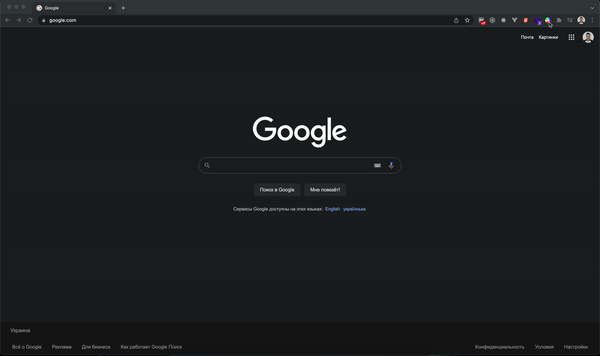 Google
google.com
Почта Картинки
Google
Поиск в Google Мне повезёт!
Сервисы Google доступны на этих языках: English українська
Украина
Всё о Google Реклама Для бизнеса Как работает Google Поиск
Конфиденциальность Условия Настройки